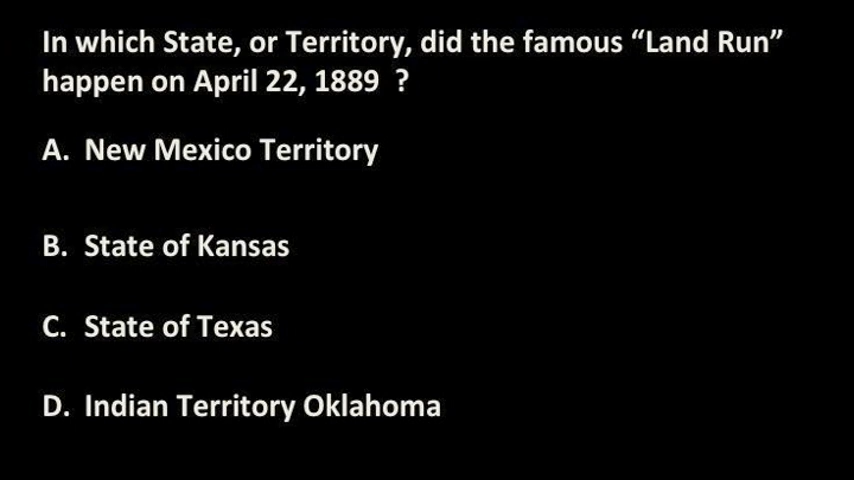 In which State, or Territory, did the famous “Land Run”
happen on April 22, 1889  ?
A.  New Mexico Territory
B.  State of Kansas
C.  State of Texas
D.  Indian Territory Oklahoma